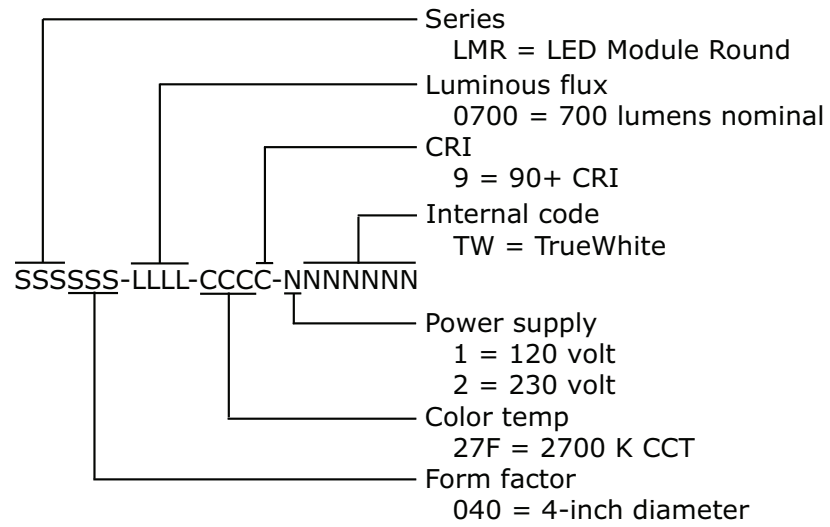 Series
LMR = LED Module Round
Luminous flux
0700 = 700 lumens nominal
CRI
9 = 90+ CRI
Internal code
TW = TrueWhite
SSSSSS-LLLL-CCCC-NNNNNNNN
Power supply
1 = 120 volt
2 = 230 volt
Color temp
27F = 2700 K CCT
Form factor
040 = 4-inch diameter